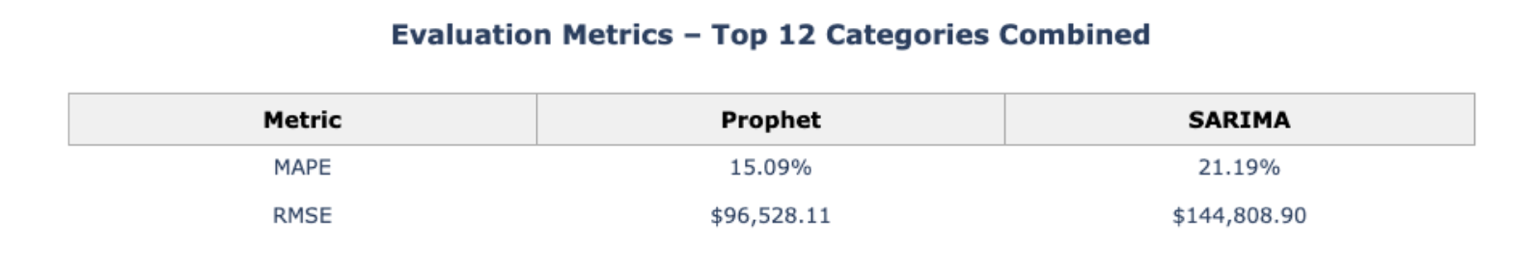 Evaluation Metrics – Top 12 Categories Combined
Metric Prophet SARIMA
MAPE 15.09% 21.19%
RMSE $96,528.11 $144,808.90